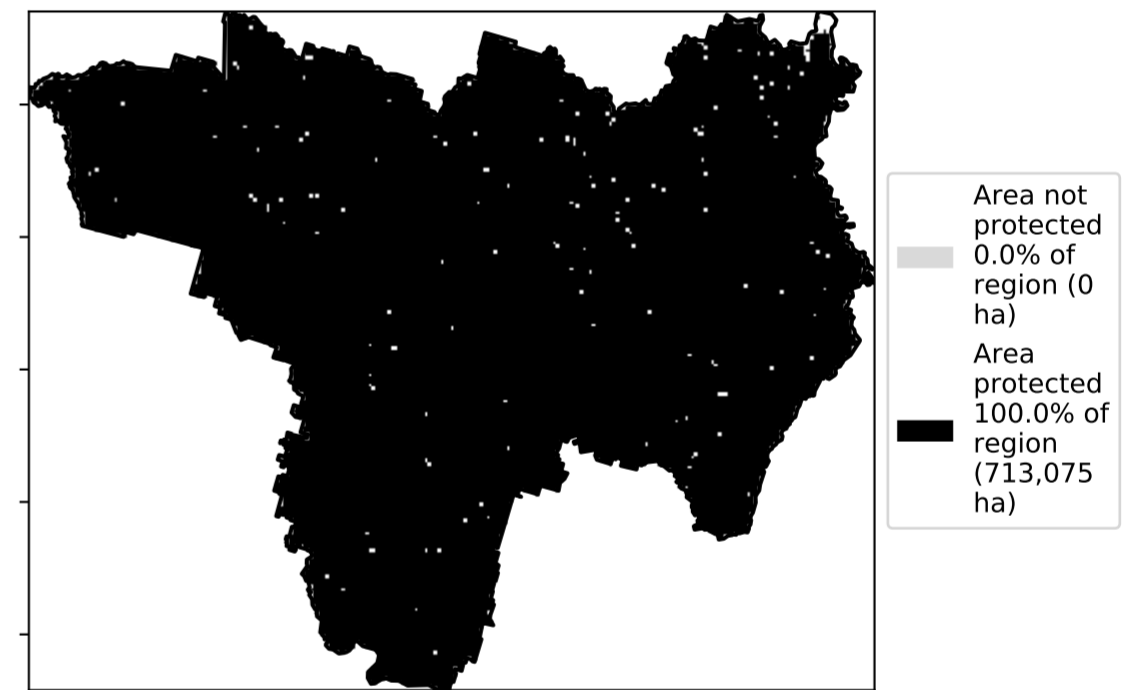 Area not
protected
0.0% of
region (0
ha)
Area
protected
100.0% of
region
(713,075
ha)